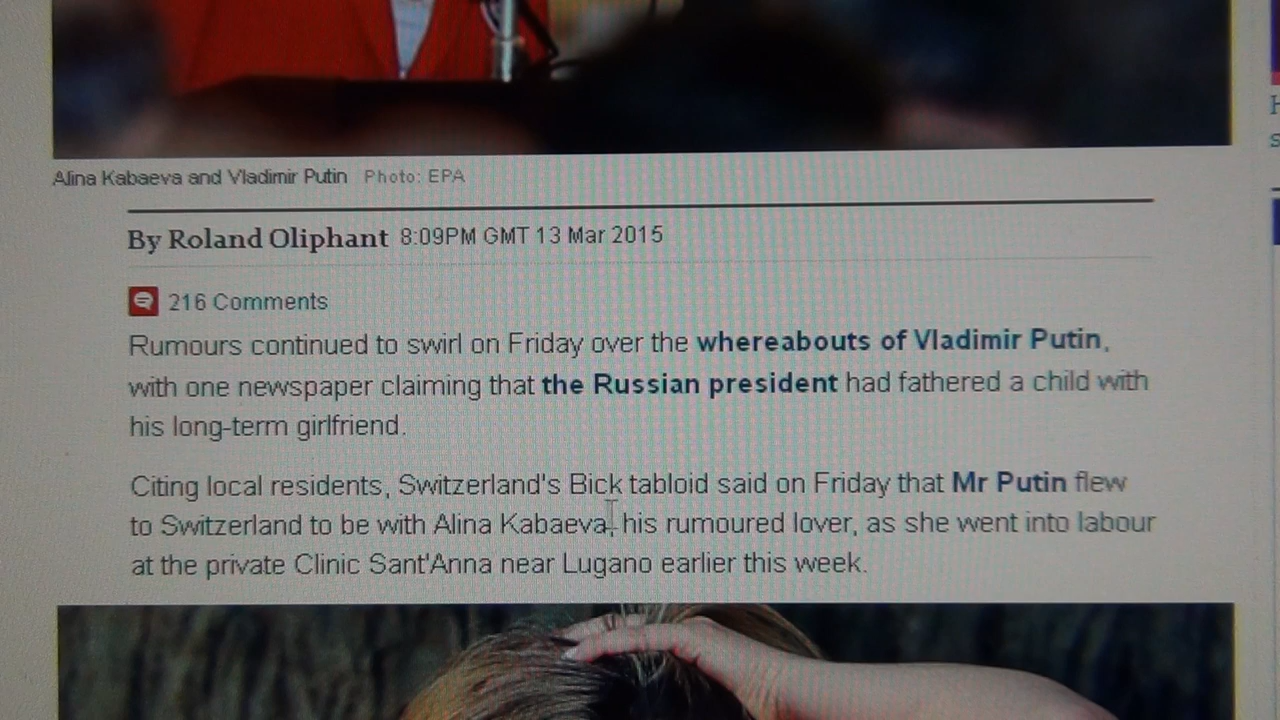 Alina Kabaeva and Vladimir Putin Photo: EPA
By Roland Oliphant 8:09PM GMT 13 Mar 2015
216 Comments
Rumours continued to swirl on Friday over the whereabouts of Vladimir Putin,
with one newspaper claiming that the Russian president had fathered a child with
his long-term girlfriend.
Citing local residents, Switzerland's Bick tabloid said on Friday that Mr Putin flew
to Switzerland to be with Alina Kabaeva, his rumoured lover, as she went into labour
at the private Clinic Sant'Anna near Lugano earlier this week.